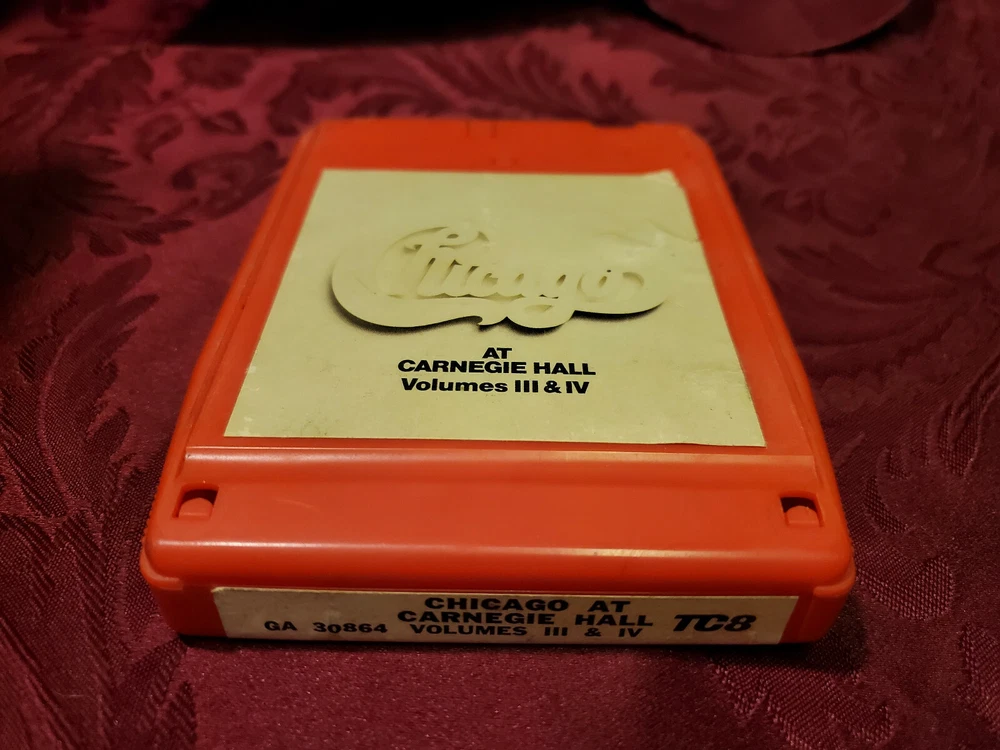 Chicago
AT
CARNEGIE HALL
Volumes III & IV
CHICAGO AT
GA 30864 CARNEGIE HALL TC8
VOLUMES III & IV